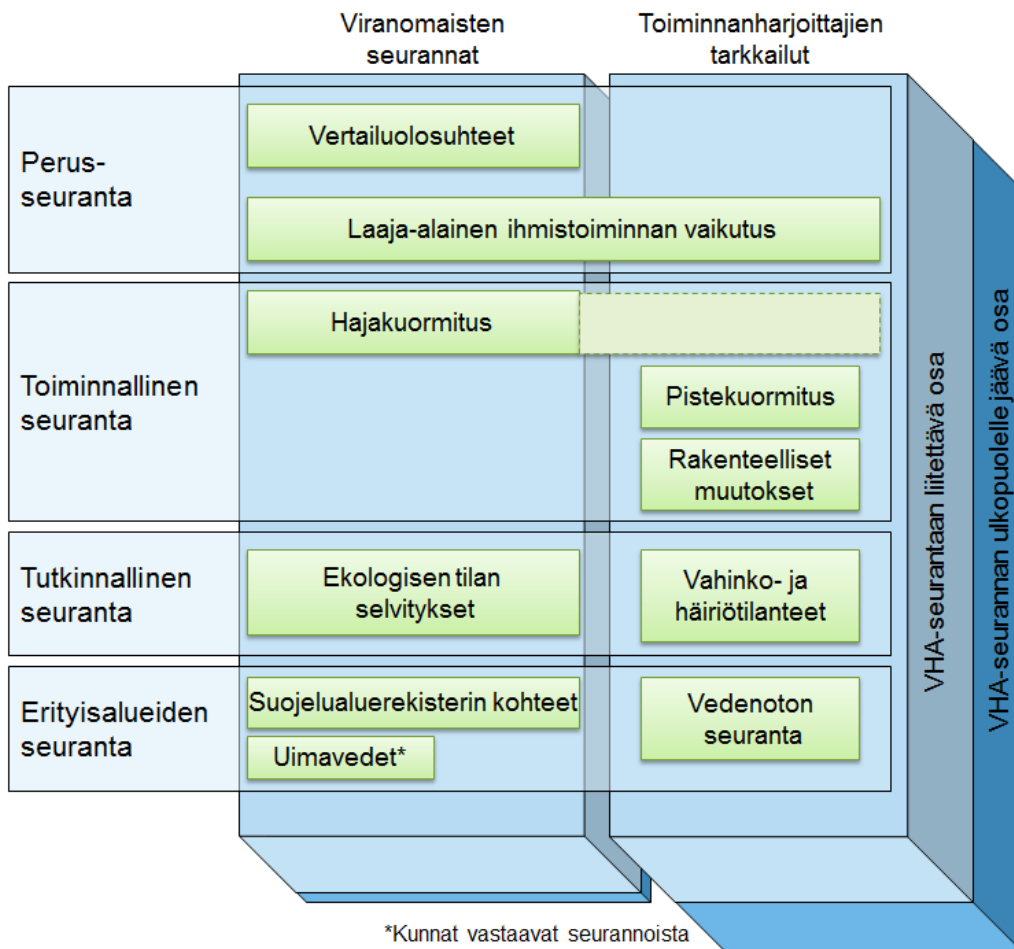 Viranomaisten
seurannat
Toiminnanharjoittajien
tarkkailut
Perus-
seuranta
Vertailuolosuhteet
Laaja-alainen ihmistoiminnan vaikutus
Toiminnallinen
seuranta
Hajakuormitus
Pistekuormitus
Rakenteelliset
muutokset
Tutkinnallinen
seuranta
Ekologisen tilan
selvitykset
Vahinko- ja
häiriötilanteet
Erityisalueiden
seuranta
Suojelualuerekisterin kohteet
Uimavedet*
Vedenoton
seuranta
VHA-seurantaan liitettävä osa
VHA-seurannan ulkopuolelle jäävä osa
*Kunnat vastaavat seurannoista